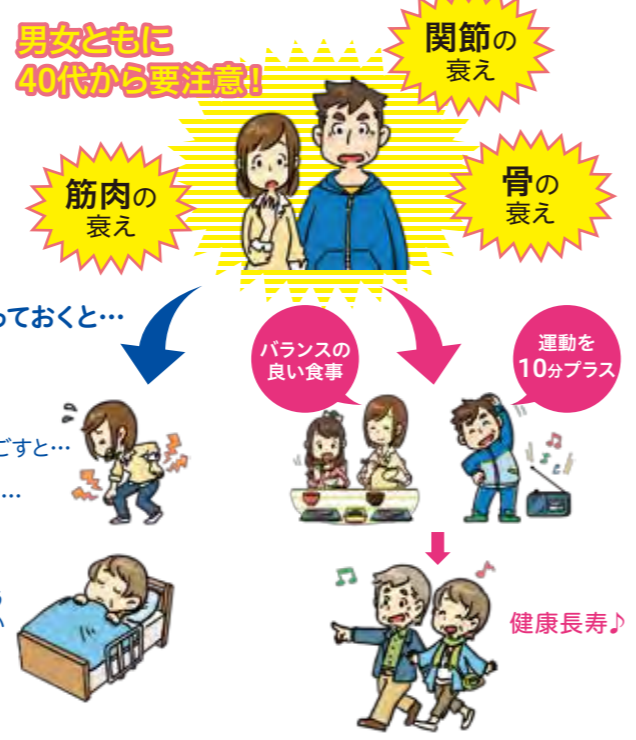 男女ともに
40代から要注意!
関節の
衰え
筋肉の
衰え
骨の
衰え
っておくと…
バランスの
良い食事
運動を
10分プラス
ごすと…
…
健康長寿♪